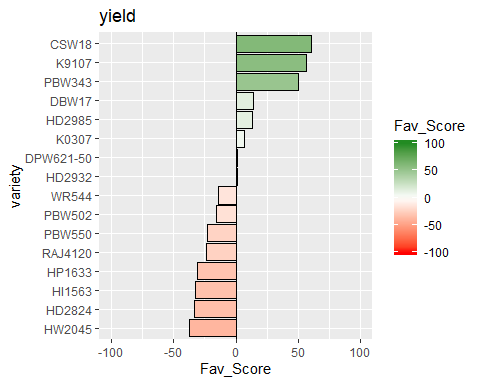 yield
variety
CSW18
K9107
PBW343
DBW17
HD2985
K0307
DPW621-50
HD2932
WR544
PBW502
PBW550
RAJ4120
HP1633
HI1563
HD2824
HW2045
-100
-50
0
50
100
Fav_Score
Fav_Score
100
50
0
-50
-100